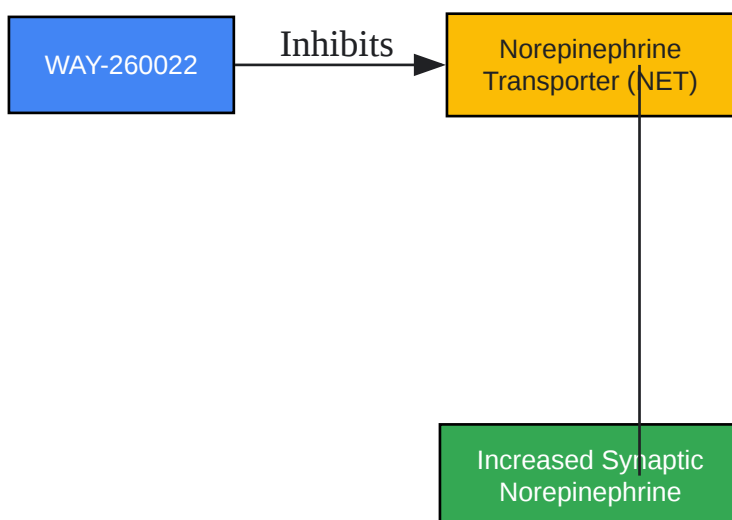 WAY-260022
Inhibits
Norepinephrine
Transporter (NET)
Increased Synaptic
Norepinephrine